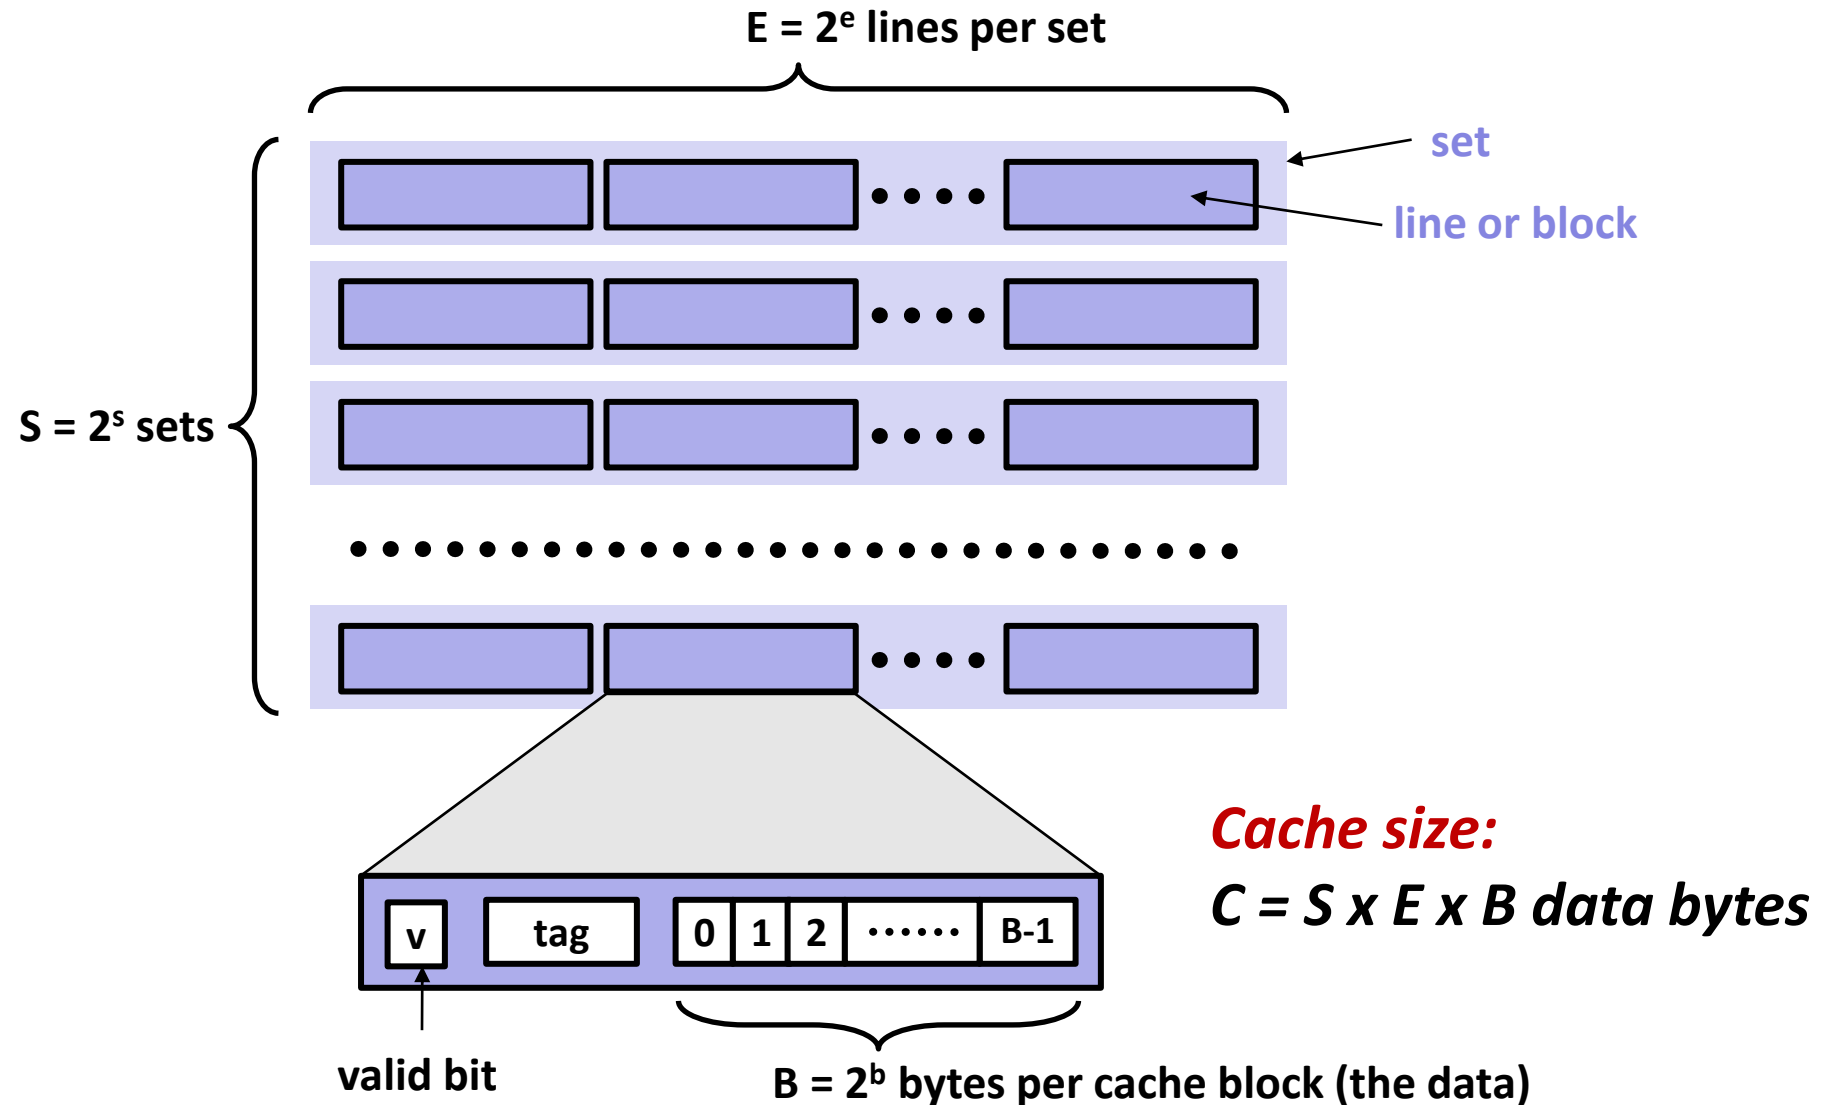 E = 2ᵉ lines per set
set
line or block
S = 2ˢ sets
Cache size:
C = S x E x B data bytes
v
tag
0 1 2 ...... B-1
valid bit
B = 2ᵇ bytes per cache block (the data)